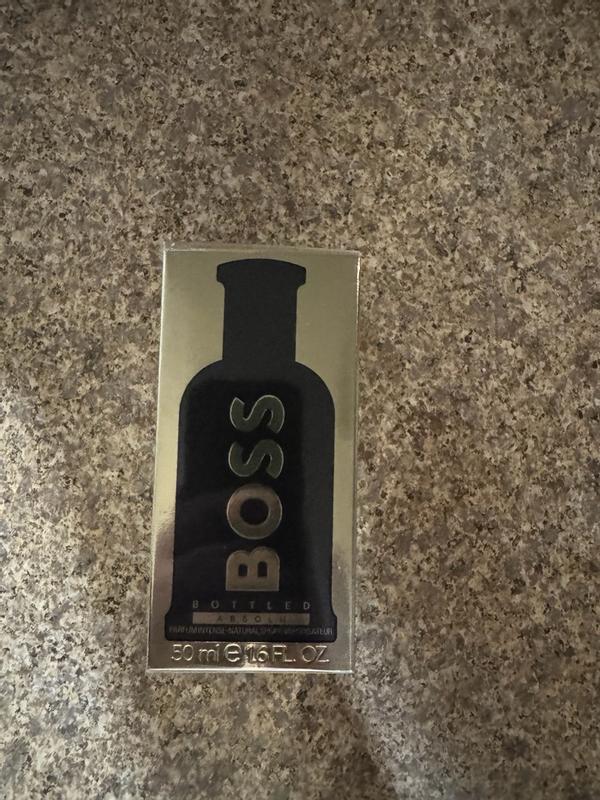 BOSS
BOTTLED
ABSOLU
PARFUM INTENSE-NATURAL SPRAY VAPORISATEUR
50 ml e 1.6 FL. OZ